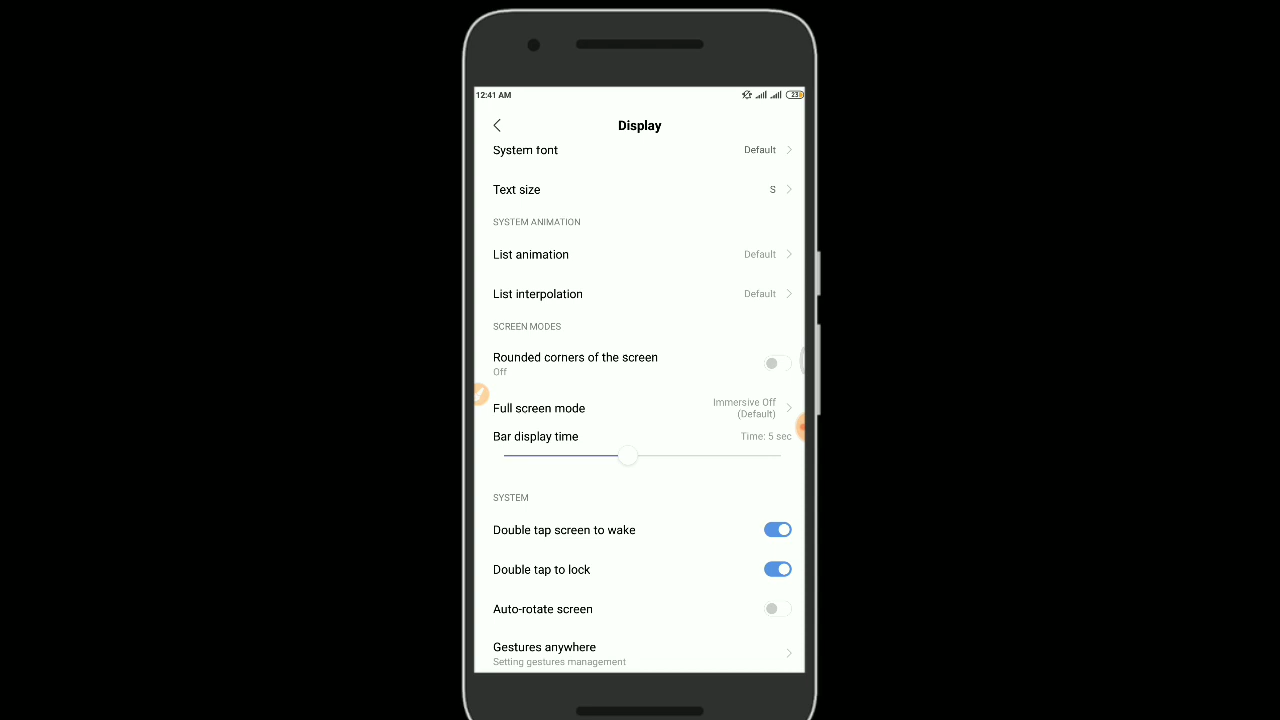 12:41 AM 23
Display
System font Default
Text size S
SYSTEM ANIMATION
List animation Default
List interpolation Default
SCREEN MODES
Rounded corners of the screen
Off
Full screen mode Immersive Off
(Default)
Bar display time Time: 5 sec
SYSTEM
Double tap screen to wake
Double tap to lock
Auto-rotate screen
Gestures anywhere
Setting gestures management